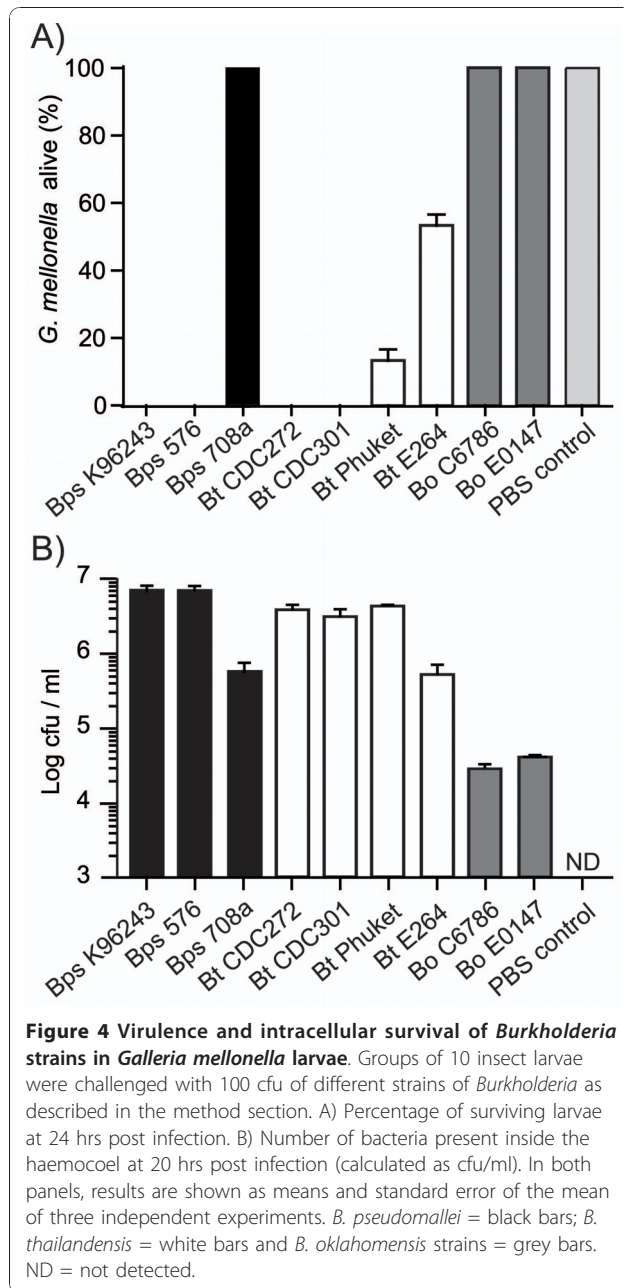 A)
G. mellonella alive (%)
100
80
60
40
20
0
Bps K96243
Bps 576
Bps 708a
Bt CDC272
Bt CDC301
Bt Phuket
Bt E264
Bo C6786
Bo E0147
PBS control
B)
Log cfu / ml
7
6
5
4
3
ND
Bps K96243
Bps 576
Bps 708a
Bt CDC272
Bt CDC301
Bt Phuket
Bt E264
Bo C6786
Bo E0147
PBS control
Figure 4 Virulence and intracellular survival of Burkholderia
strains in Galleria mellonella larvae. Groups of 10 insect larvae
were challenged with 100 cfu of different strains of Burkholderia as
described in the method section. A) Percentage of surviving larvae
at 24 hrs post infection. B) Number of bacteria present inside the
haemocoel at 20 hrs post infection (calculated as cfu/ml). In both
panels, results are shown as means and standard error of the mean
of three independent experiments. B. pseudomallei = black bars; B.
thailandensis = white bars and B. oklahomensis strains = grey bars.
ND = not detected.